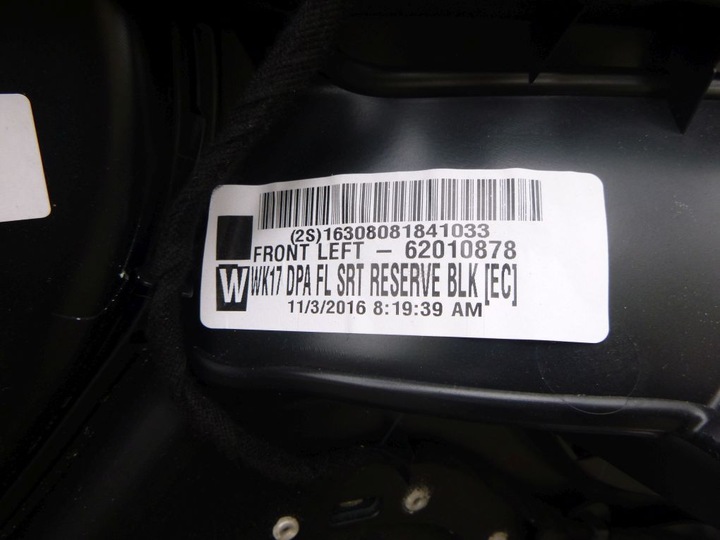 (2S)16308081841033
FRONT LEFT - 62010878
W WK17 DPA FL SRT RESERVE BLK [EC]
11/3/2016 8:19:39 AM